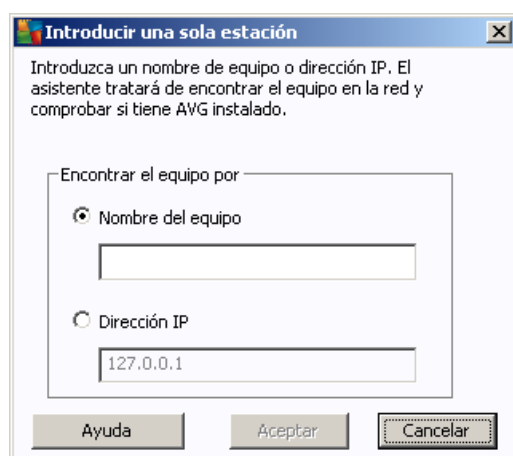 Introducir una sola estación
Introduzca un nombre de equipo o dirección IP. El
asistente tratará de encontrar el equipo en la red y
comprobar si tiene AVG instalado.
Encontrar el equipo por
Nombre del equipo
Dirección IP
127.0.0.1
Ayuda
Aceptar
Cancelar